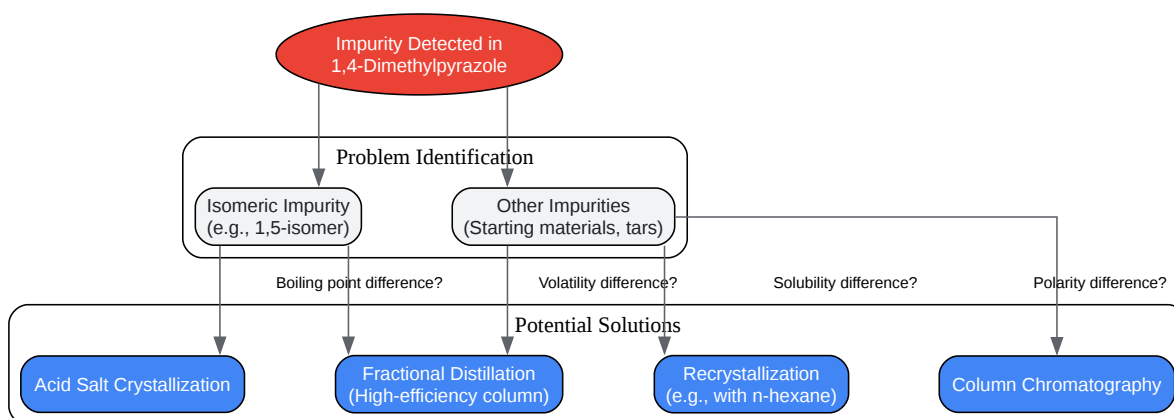 Impurity Detected in
1,4-Dimethylpyrazole
Problem Identification
Isomeric Impurity
(e.g., 1,5-isomer)
Other Impurities
(Starting materials, tars)
Boiling point difference?
Volatility difference?
Solubility difference?
Polarity difference?
Potential Solutions
Acid Salt Crystallization
Fractional Distillation
(High-efficiency column)
Recrystallization
(e.g., with n-hexane)
Column Chromatography